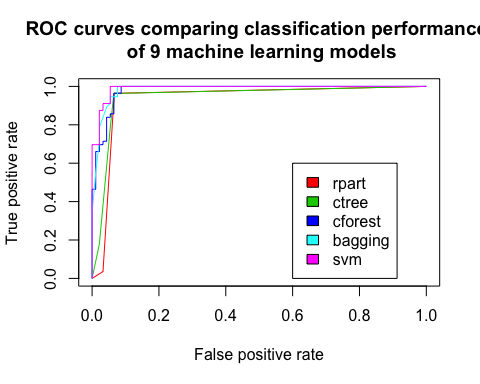 ROC curves comparing classification performance
of 9 machine learning models
True positive rate
1.0
0.8
0.6
0.4
0.2
0.0
rpart
ctree
cforest
bagging
svm
0.0 0.2 0.4 0.6 0.8 1.0
False positive rate